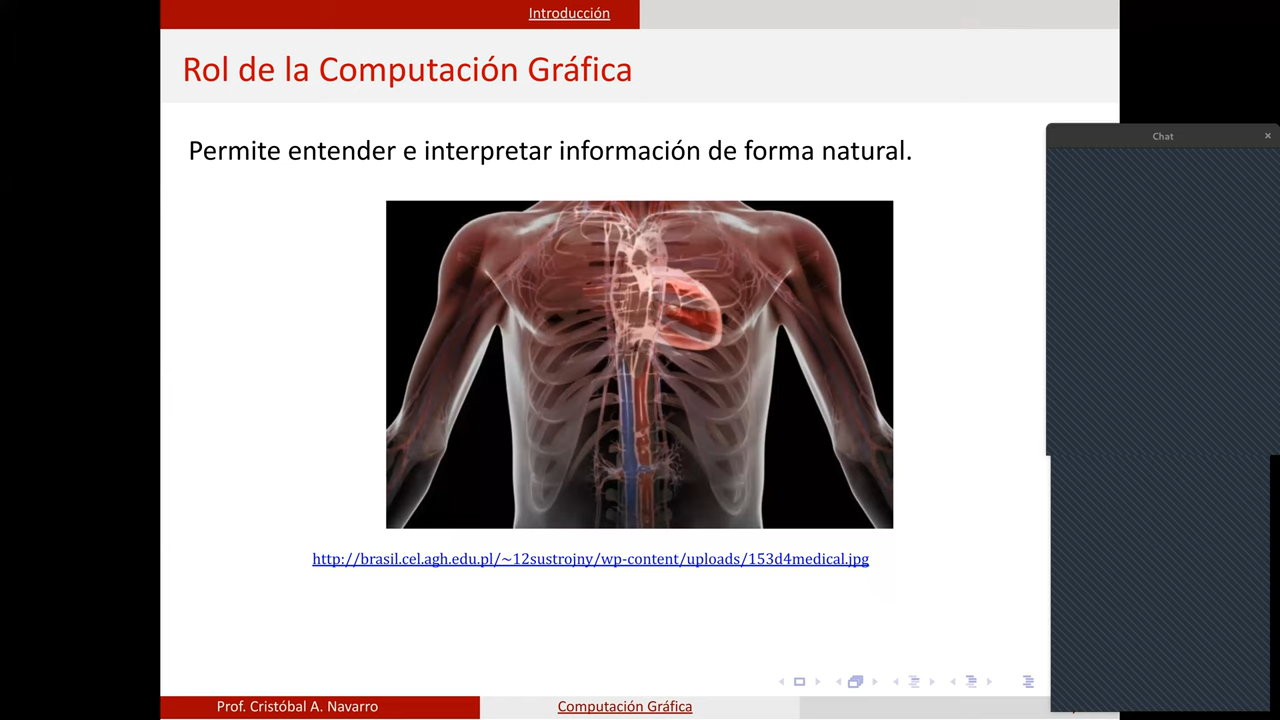 Introducción
Rol de la Computación Gráfica
Permite entender e interpretar información de forma natural.
Chat
http://brasil.cel.agh.edu.pl/~12sustrojny/wp-content/uploads/153d4medical.jpg
Prof. Cristóbal A. Navarro
Computación Gráfica